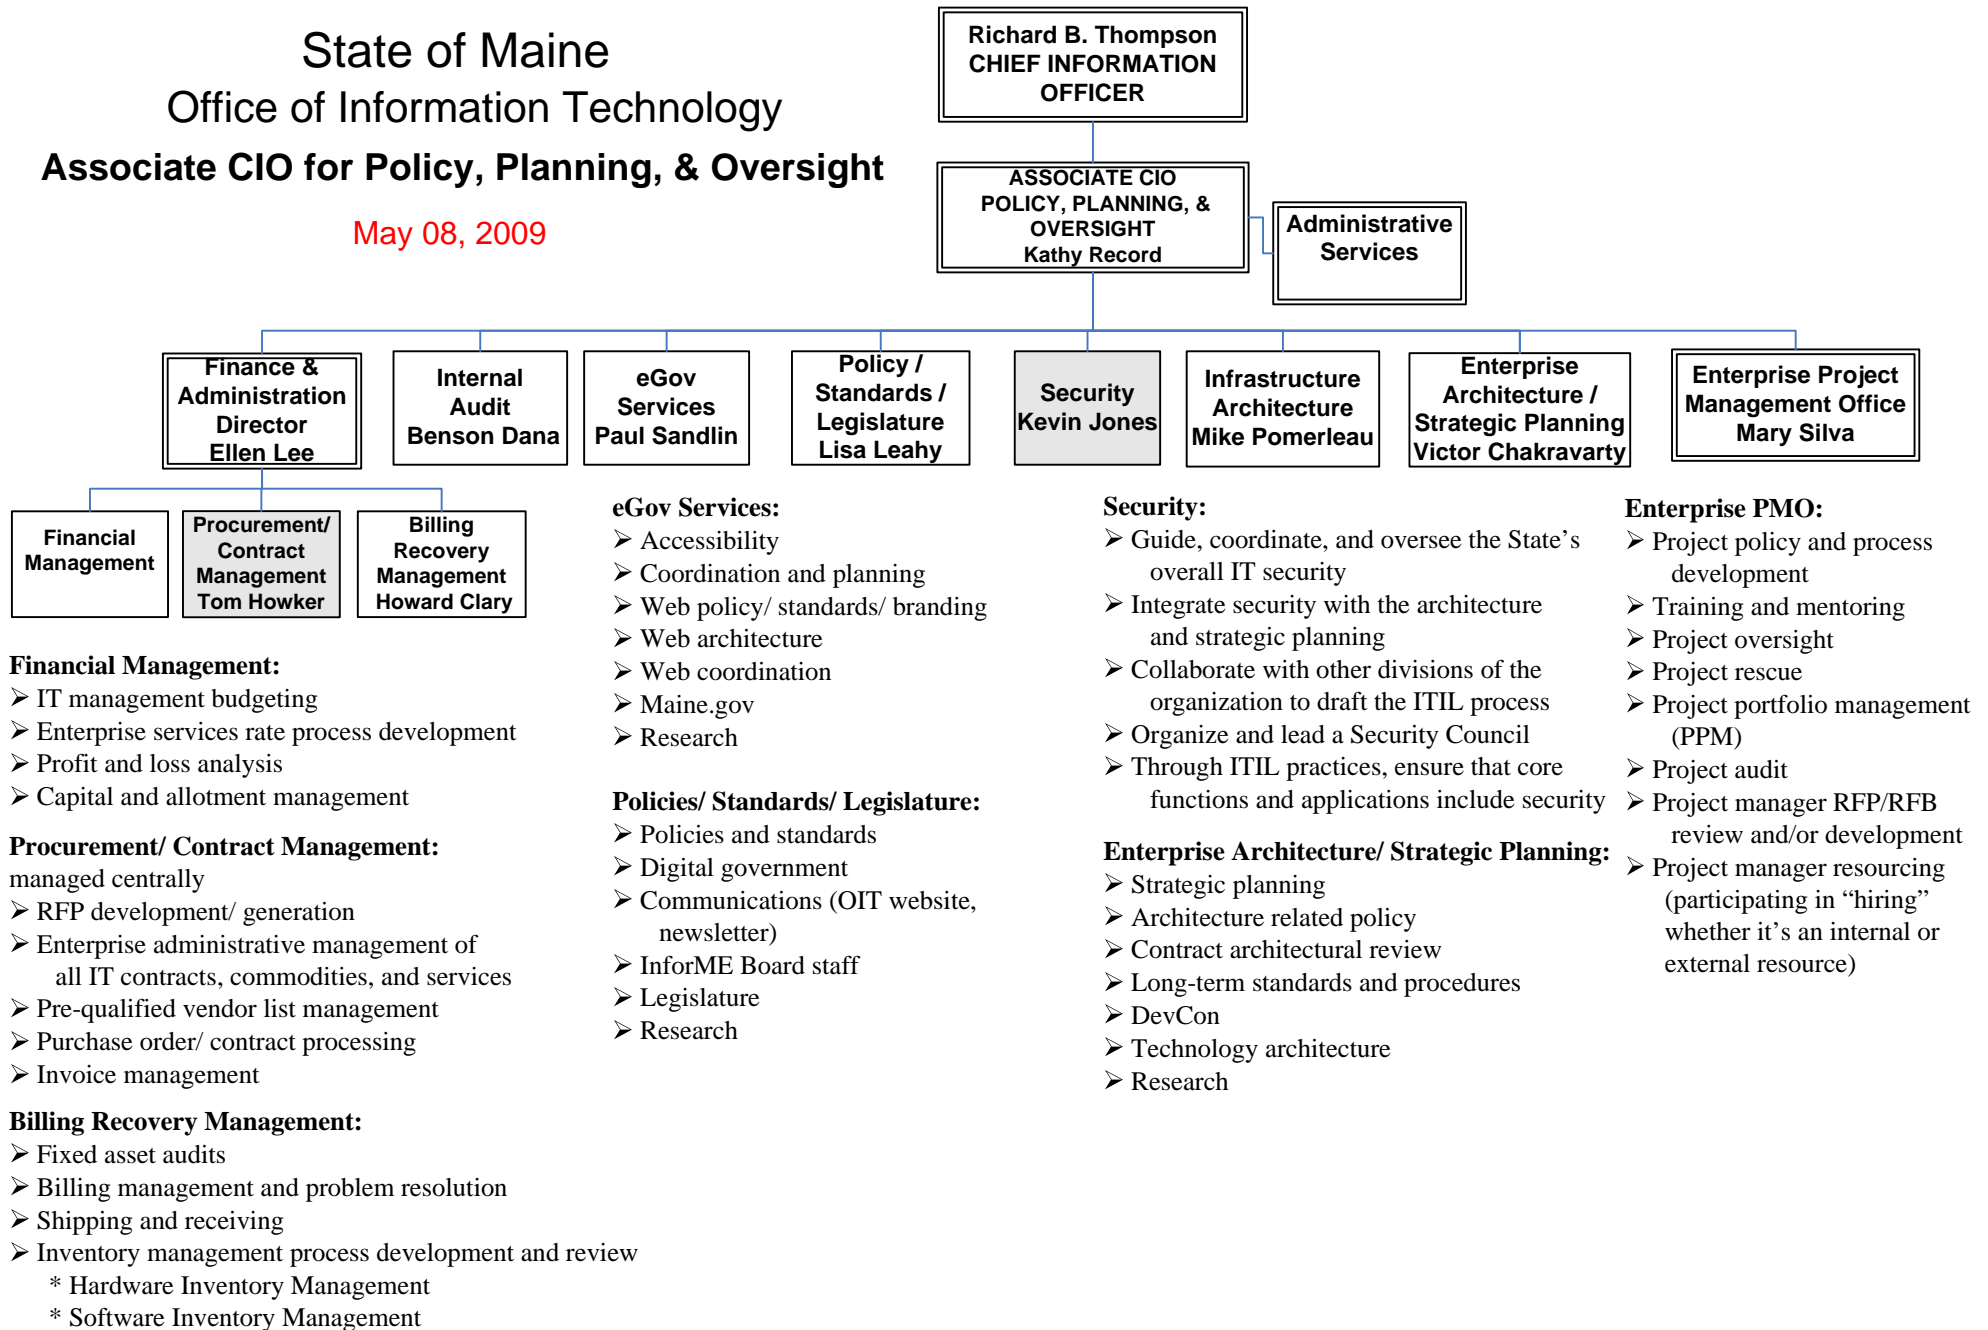 State of Maine
Office of Information Technology
Associate CIO for Policy, Planning, & Oversight
May 08, 2009
Richard B. Thompson
CHIEF INFORMATION
OFFICER
ASSOCIATE CIO
POLICY, PLANNING, &
OVERSIGHT
Kathy Record
Administrative
Services
Finance &
Administration
Director
Ellen Lee
Internal
Audit
Benson Dana
eGov
Services
Paul Sandlin
Policy /
Standards /
Legislature
Lisa Leahy
Security
Kevin Jones
Infrastructure
Architecture
Mike Pomerleau
Enterprise
Architecture /
Strategic Planning
Victor Chakravarty
Enterprise Project
Management Office
Mary Silva
Financial
Management
Procurement/
Contract
Management
Tom Howker
Billing
Recovery
Management
Howard Clary
Financial Management:
➢ IT management budgeting
➢ Enterprise services rate process development
➢ Profit and loss analysis
➢ Capital and allotment management
Procurement/ Contract Management:
managed centrally
➢ RFP development/ generation
➢ Enterprise administrative management of
all IT contracts, commodities, and services
➢ Pre-qualified vendor list management
➢ Purchase order/ contract processing
➢ Invoice management
Billing Recovery Management:
➢ Fixed asset audits
➢ Billing management and problem resolution
➢ Shipping and receiving
➢ Inventory management process development and review
* Hardware Inventory Management
* Software Inventory Management
eGov Services:
➢ Accessibility
➢ Coordination and planning
➢ Web policy/ standards/ branding
➢ Web architecture
➢ Web coordination
➢ Maine.gov
➢ Research
Policies/ Standards/ Legislature:
➢ Policies and standards
➢ Digital government
➢ Communications (OIT website,
newsletter)
➢ InforME Board staff
➢ Legislature
➢ Research
Security:
➢ Guide, coordinate, and oversee the State’s
overall IT security
➢ Integrate security with the architecture
and strategic planning
➢ Collaborate with other divisions of the
organization to draft the ITIL process
➢ Organize and lead a Security Council
➢ Through ITIL practices, ensure that core
functions and applications include security
Enterprise Architecture/ Strategic Planning:
➢ Strategic planning
➢ Architecture related policy
➢ Contract architectural review
➢ Long-term standards and procedures
➢ DevCon
➢ Technology architecture
➢ Research
Enterprise PMO:
➢ Project policy and process
development
➢ Training and mentoring
➢ Project oversight
➢ Project rescue
➢ Project portfolio management
(PPM)
➢ Project audit
➢ Project manager RFP/RFB
review and/or development
➢ Project manager resourcing
(participating in “hiring”
whether it’s an internal or
external resource)